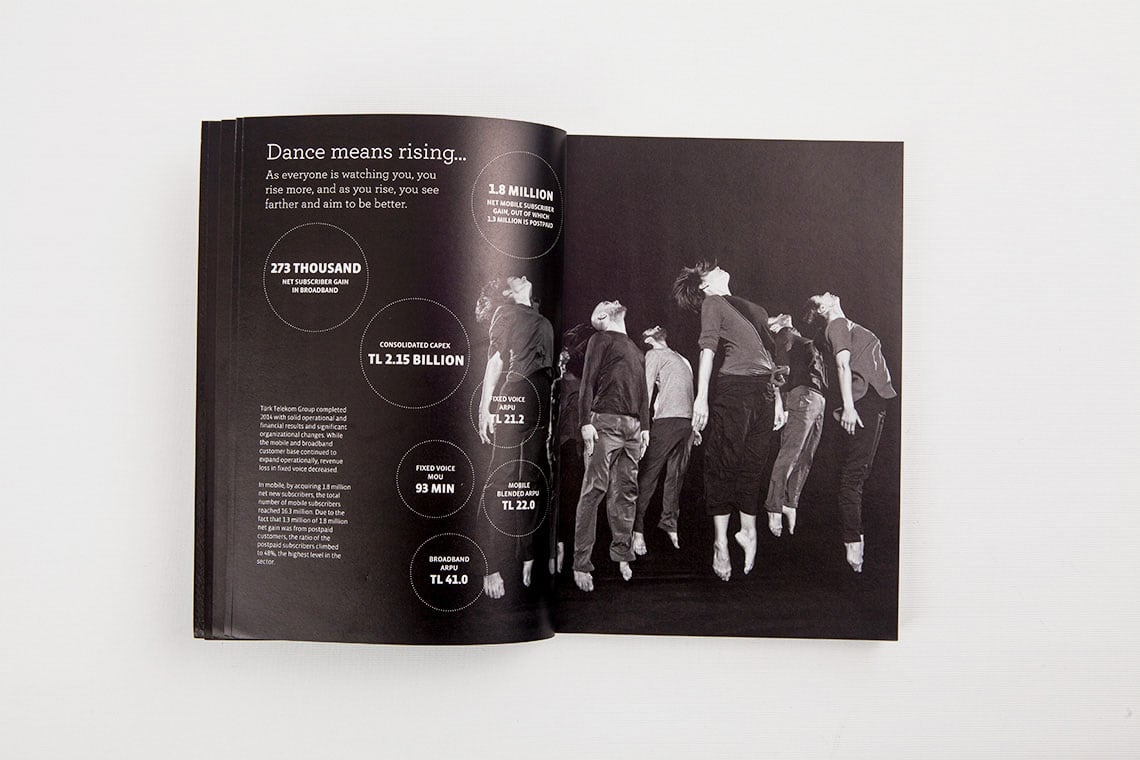 Dance means rising...
As everyone is watching you, you
rise more, and as you rise, you see
farther and aim to be better.
1.8 MILLION
NET MOBILE SUBSCRIBER
GAIN, OUT OF WHICH
1.3 MILLION IS POSTPAID
273 THOUSAND
NET SUBSCRIBER GAIN
IN BROADBAND
CONSOLIDATED CAPEX
TL 2.15 BILLION
FIXED VOICE
ARPU
TL 21.2
FIXED VOICE
MOU
93 MIN
MOBILE
BLENDED ARPU
TL 22.0
BROADBAND
ARPU
TL 41.0
Türk Telekom Group completed
2014 with solid operational and
financial results and significant
organizational changes. While
the mobile and broadband
customer base continued to
expand operationally, revenue
loss in fixed voice decreased.
In mobile, by acquiring 1.8 million
net new subscribers, the total
number of mobile subscribers
reached 16.3 million. Due to the
fact that 1.3 million of 1.8 million
net gain was from postpaid
customers, the ratio of the
postpaid subscribers climbed
to 48%, the highest level in the
sector.